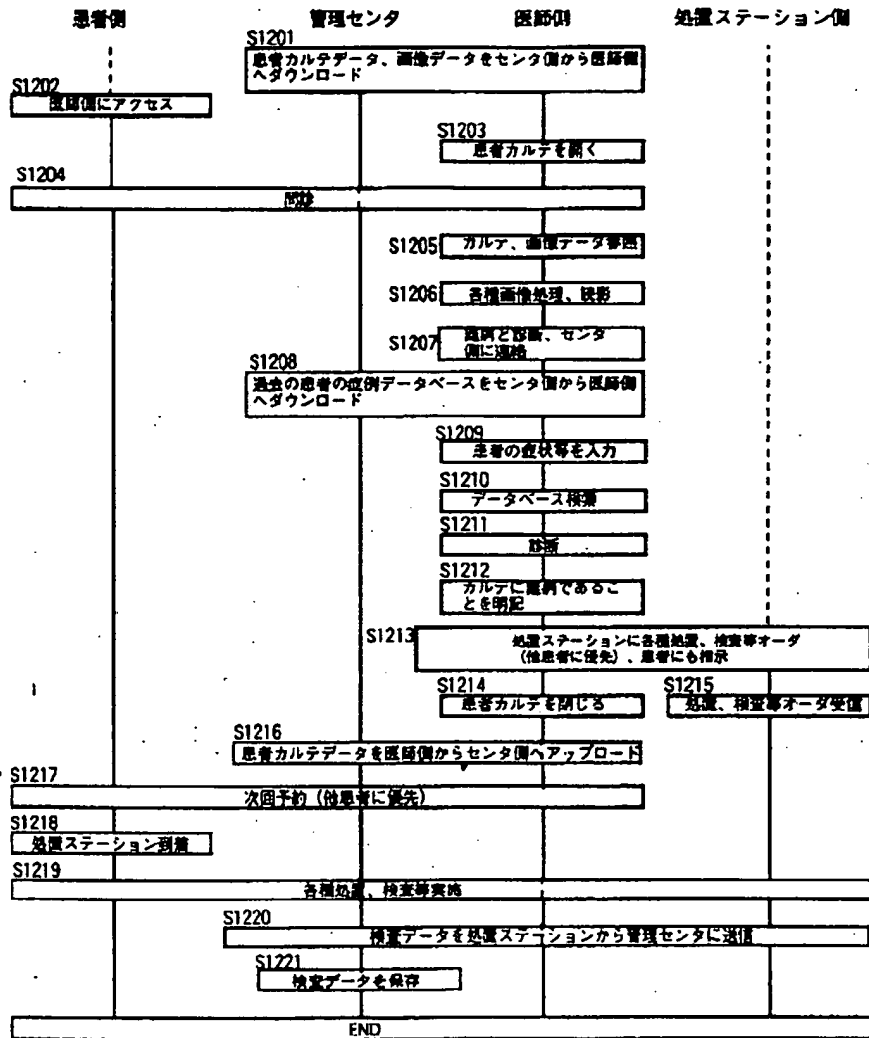 患者側 管理センタ 医師側 処置ステーション側
S1201
患者カルテデータ、画像データをセンタ側から医師側
へダウンロード
S1202
医師側にアクセス
S1203
患者カルテを開く
S1204
問診
S1205 カルテ、画像データ参照
S1206 各種画像処理、読影
S1207 難病と診断、センタ
側に連絡
S1208
過去の患者の症例データベースをセンタ側から医師側
へダウンロード
S1209
患者の症状等を入力
S1210
データベース検索
S1211
診断
S1212
カルテに難病であるこ
とを明記
S1213 処置ステーションに各種処置、検査等オーダ
(他患者に優先)、患者にも指示
S1214
患者カルテを閉じる
S1215
処置、検査等オーダ受信
S1216
患者カルテデータを医師側からセンタ側へアップロード
S1217
次回予約(他患者に優先)
S1218
処置ステーション到着
S1219
各種処置、検査等実施
S1220
検査データを処置ステーションから管理センタに送信
S1221
検査データを保存
END